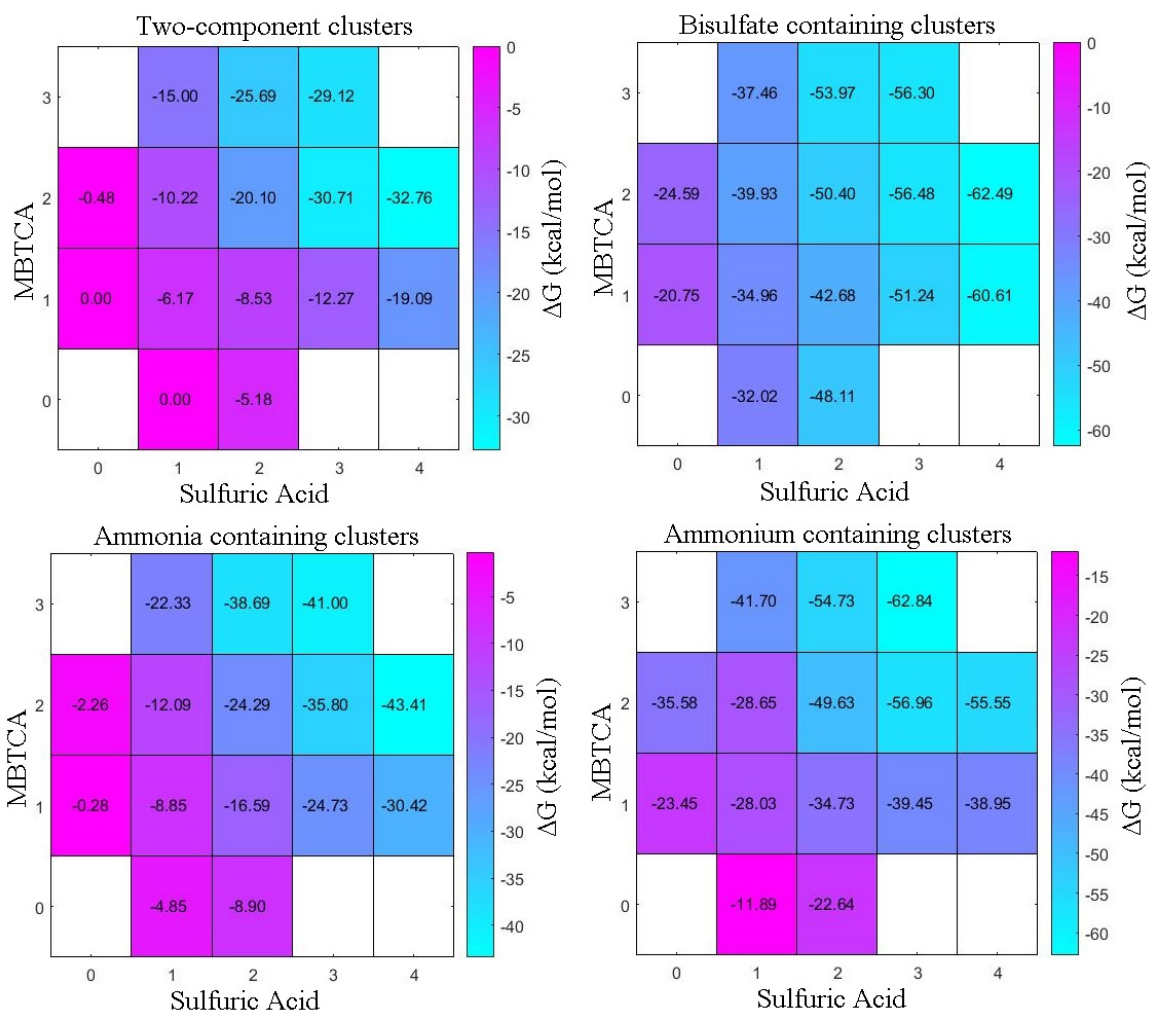 Two-component clusters
MBTCA
3
2
1
0
-15.00 -25.69 -29.12
-0.48 -10.22 -20.10 -30.71 -32.76
0.00 -6.17 -8.53 -12.27 -19.09
0.00 -5.18
0 1 2 3 4
Sulfuric Acid
0
-5
-10
-15
-20
-25
-30
ΔG (kcal/mol)
Bisulfate containing clusters
MBTCA
3
2
1
0
-37.46 -53.97 -56.30
-24.59 -39.93 -50.40 -56.48 -62.49
-20.75 -34.96 -42.68 -51.24 -60.61
-32.02 -48.11
0 1 2 3 4
Sulfuric Acid
0
-10
-20
-30
-40
-50
-60
ΔG (kcal/mol)
Ammonia containing clusters
MBTCA
3
2
1
0
-22.33 -38.69 -41.00
-2.26 -12.09 -24.29 -35.80 -43.41
-0.28 -8.85 -16.59 -24.73 -30.42
-4.85 -8.90
0 1 2 3 4
Sulfuric Acid
-5
-10
-15
-20
-25
-30
-35
-40
ΔG (kcal/mol)
Ammonium containing clusters
MBTCA
3
2
1
0
-41.70 -54.73 -62.84
-35.58 -28.65 -49.63 -56.96 -55.55
-23.45 -28.03 -34.73 -39.45 -38.95
-11.89 -22.64
0 1 2 3 4
Sulfuric Acid
-15
-20
-25
-30
-35
-40
-45
-50
-55
-60
ΔG (kcal/mol)